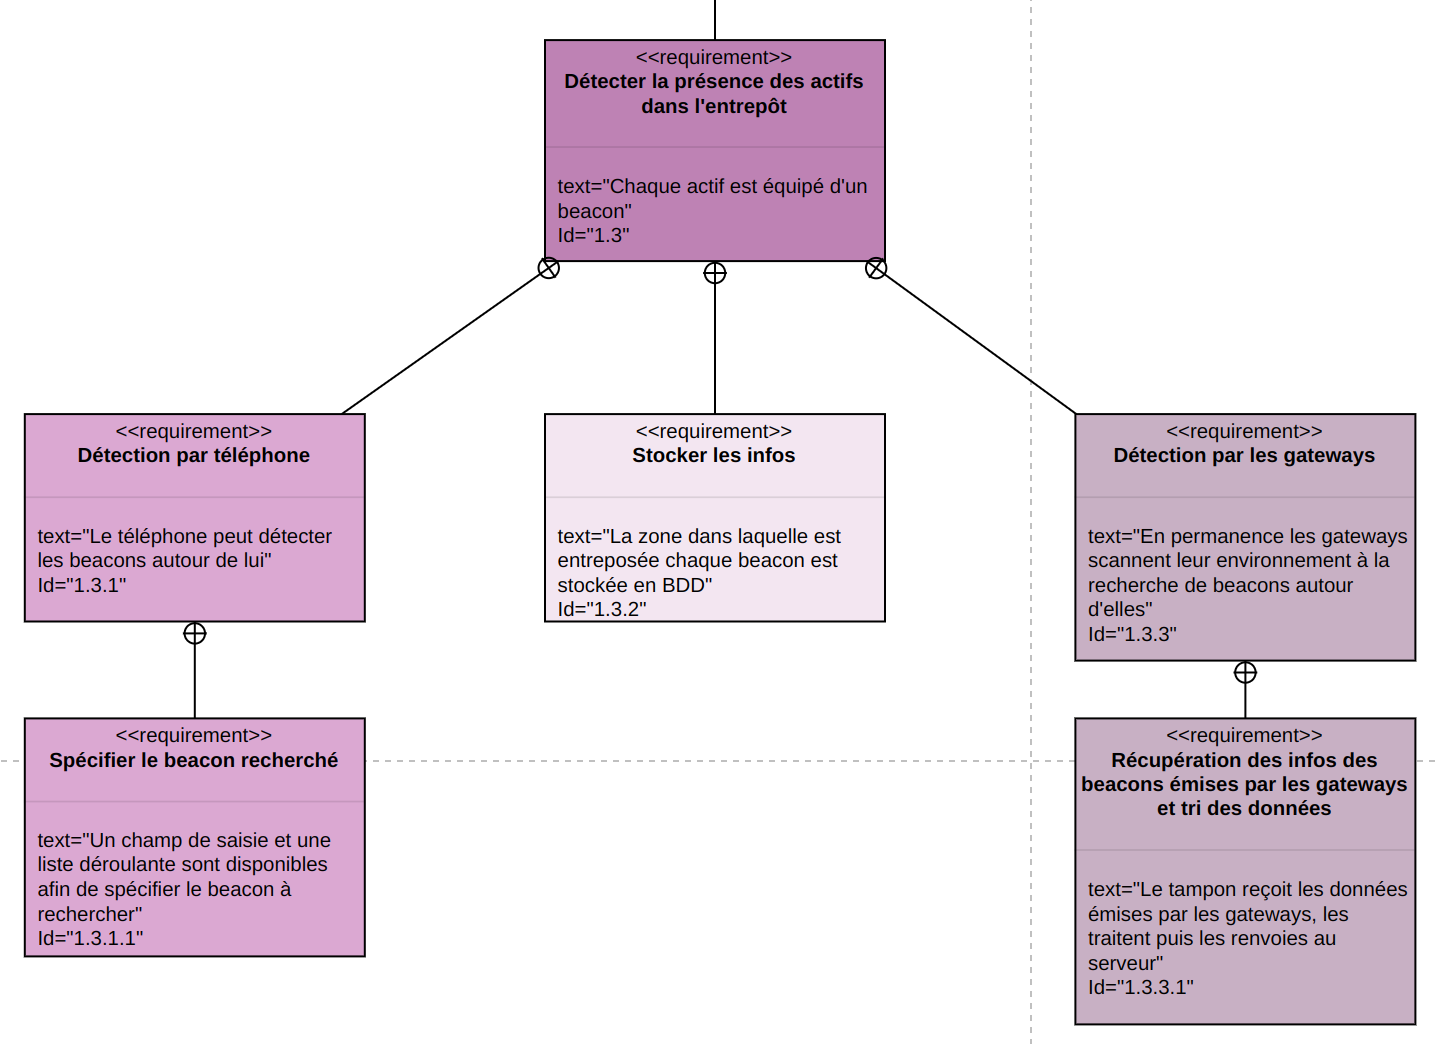 <<requirement>>
Détecter la présence des actifs
dans l'entrepôt
text="Chaque actif est équipé d'un
beacon"
Id="1.3"
<<requirement>>
Détection par téléphone
text="Le téléphone peut détecter
les beacons autour de lui"
Id="1.3.1"
<<requirement>>
Stocker les infos
text="La zone dans laquelle est
entreposée chaque beacon est
stockée en BDD"
Id="1.3.2"
<<requirement>>
Détection par les gateways
text="En permanence les gateways
scannent leur environnement à la
recherche de beacons autour
d'elles"
Id="1.3.3"
<<requirement>>
Spécifier le beacon recherché
text="Un champ de saisie et une
liste déroulante sont disponibles
afin de spécifier le beacon à
rechercher"
Id="1.3.1.1"
<<requirement>>
Récupération des infos des
beacons émises par les gateways
et tri des données
text="Le tampon reçoit les données
émises par les gateways, les
traitent puis les renvoies au
serveur"
Id="1.3.3.1"